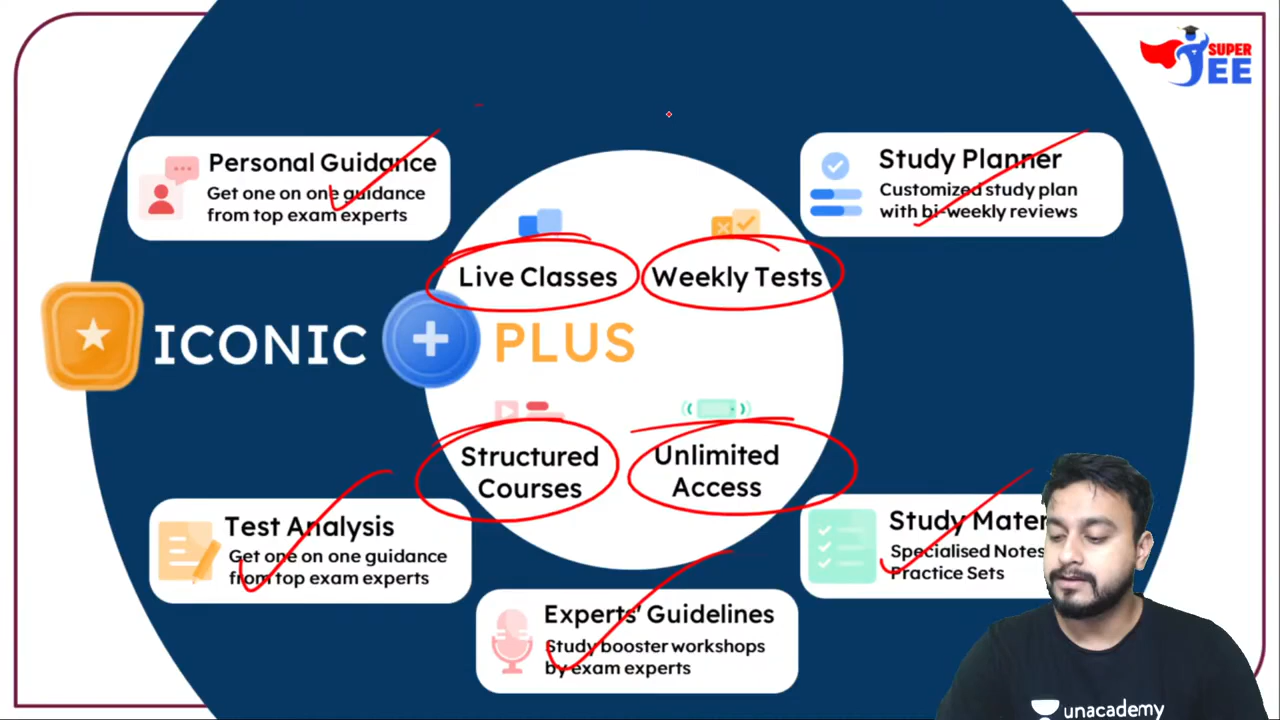 SUPER
JEE
Personal Guidance
Get one on one guidance
from top exam experts
Study Planner
Customized study plan
with bi-weekly reviews
Live Classes
Weekly Tests
ICONIC
PLUS
Structured
Courses
Unlimited
Access
Test Analysis
Get one on one guidance
from top exam experts
Study Mater
Specialised Notes
Practice Sets
Experts' Guidelines
Study booster workshops
by exam experts
unacademy